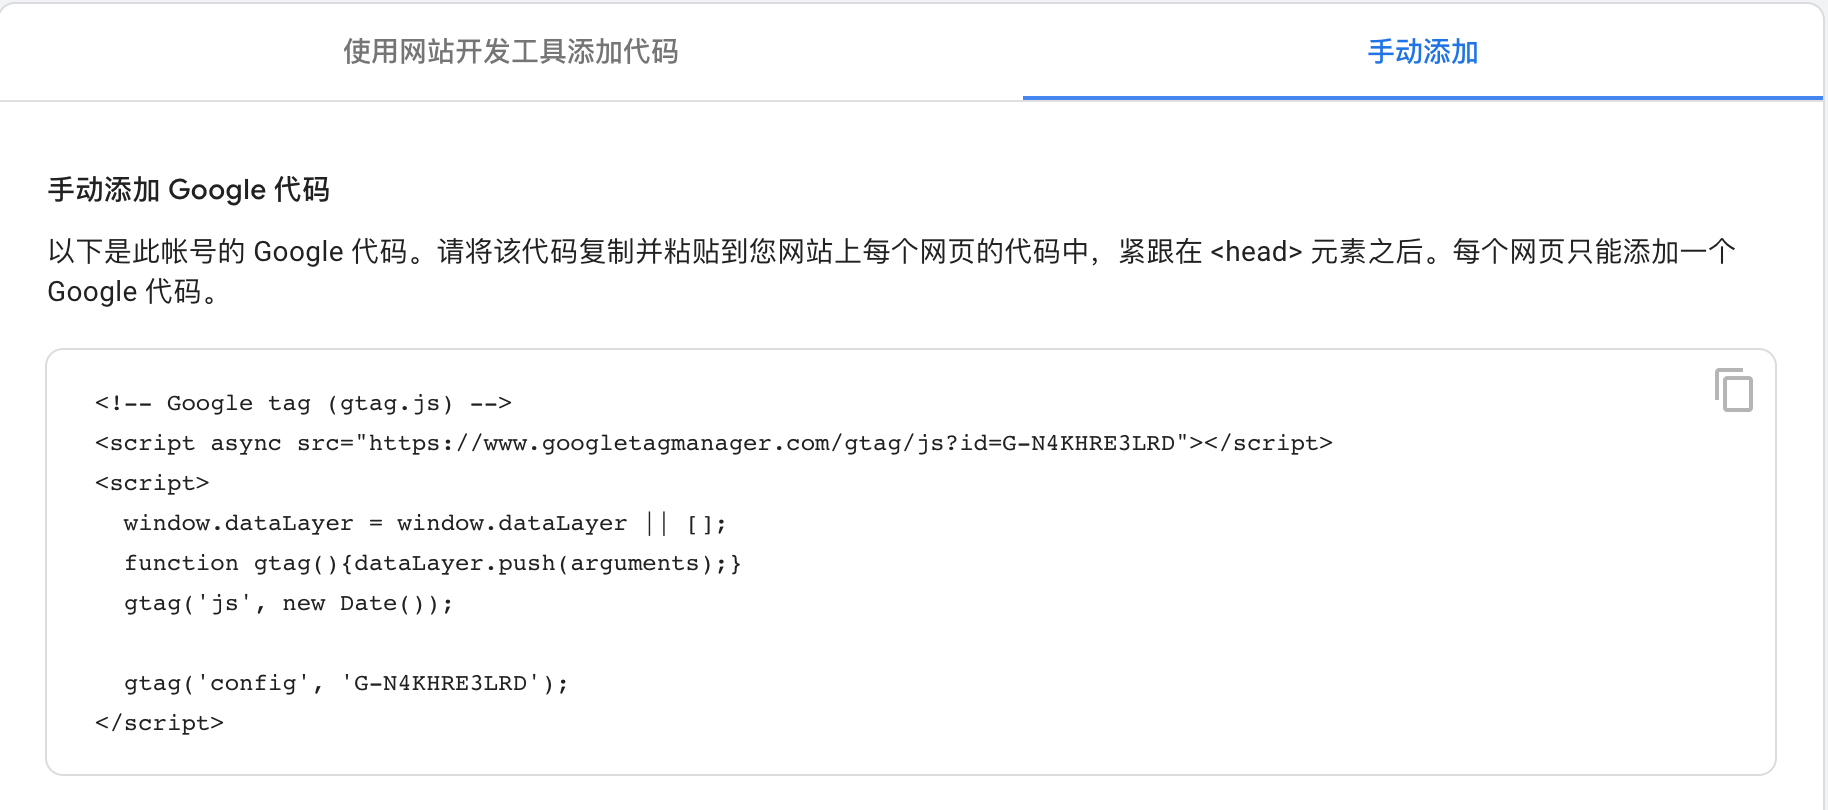 使用网站开发工具添加代码
手动添加
手动添加 Google 代码
以下是此帐号的 Google 代码。请将该代码复制并粘贴到您网站上每个网页的代码中，紧跟在 <head> 元素之后。每个网页只能添加一个
Google 代码。
<!-- Google tag (gtag.js) -->
<script async src="https://www.googletagmanager.com/gtag/js?id=G-N4KHRE3LRD"></script>
<script>
  window.dataLayer = window.dataLayer || [];
  function gtag(){dataLayer.push(arguments);}
  gtag('js', new Date());
  gtag('config', 'G-N4KHRE3LRD');
</script>